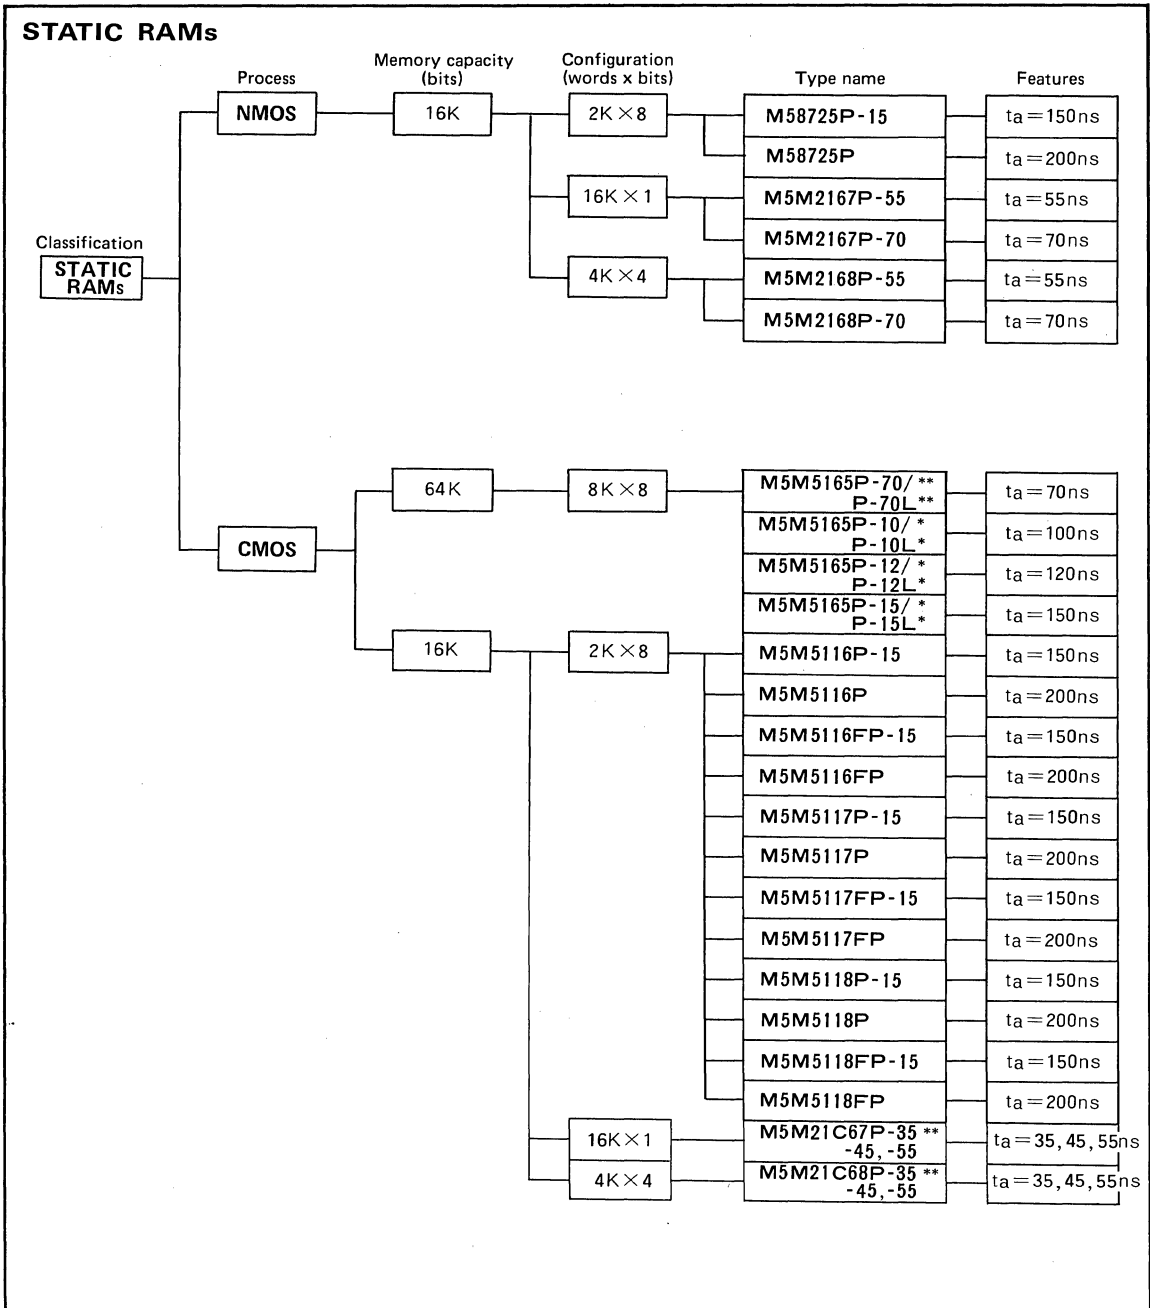 STATIC RAMs
Process
Memory capacity
(bits)
Configuration
(words x bits)
Type name
Features
NMOS
16K
2K×8
M58725P-15
ta=150ns
M58725P
ta=200ns
16K×1
M5M2167P-55
ta=55ns
M5M2167P-70
ta=70ns
Classification
STATIC
RAMs
4K×4
M5M2168P-55
ta=55ns
M5M2168P-70
ta=70ns
CMOS
64K
8K×8
M5M5165P-70/ **
P-70L**
ta=70ns
M5M5165P-10/ *
P-10L*
ta=100ns
M5M5165P-12/ *
P-12L*
ta=120ns
M5M5165P-15/ *
P-15L*
ta=150ns
16K
2K×8
M5M5116P-15
ta=150ns
M5M5116P
ta=200ns
M5M5116FP-15
ta=150ns
M5M5116FP
ta=200ns
M5M5117P-15
ta=150ns
M5M5117P
ta=200ns
M5M5117FP-15
ta=150ns
M5M5117FP
ta=200ns
M5M5118P-15
ta=150ns
M5M5118P
ta=200ns
M5M5118FP-15
ta=150ns
M5M5118FP
ta=200ns
16K×1
M5M21C67P-35 **
-45,-55
ta=35,45,55ns
4K×4
M5M21C68P-35 **
-45,-55
ta=35,45,55ns